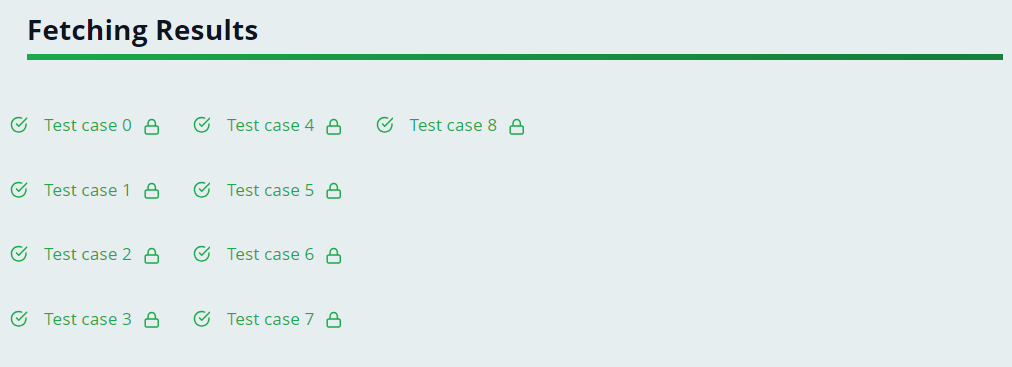 Fetching Results
Test case 0 Test case 4 Test case 8
Test case 1 Test case 5
Test case 2 Test case 6
Test case 3 Test case 7